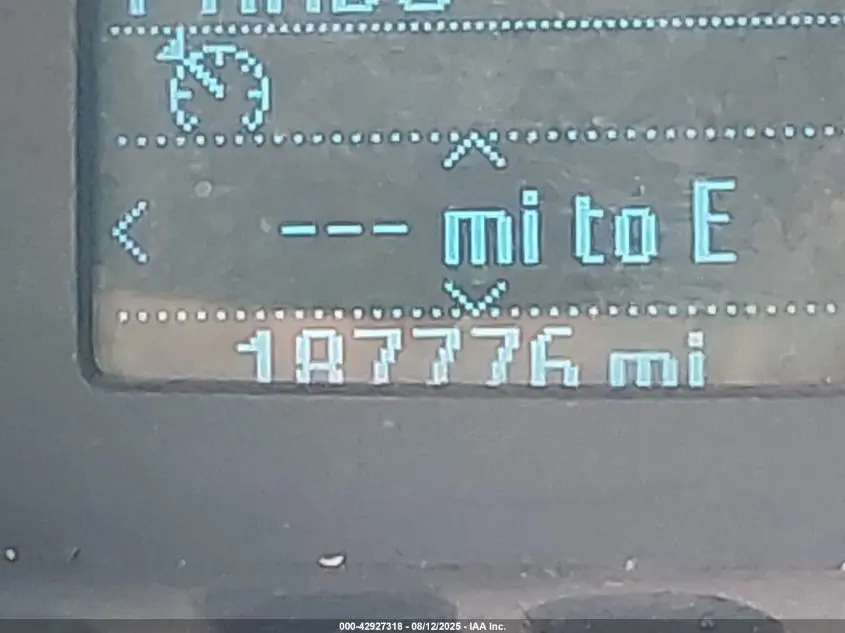 --- mi to E
187776 mi
000-42927318 - 08/12/2025 - IAA Inc.